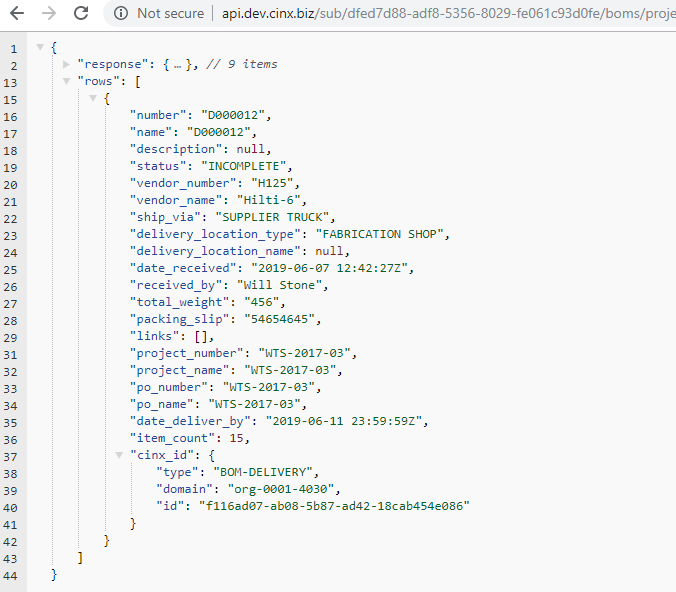 Not secure | api.dev.cinx.biz/sub/dfed7d88-adf8-5356-8029-fe061c93d0fe/boms/proje
1 {
2 "response": { … }, // 9 items
13 "rows": [
15 {
16 "number": "D000012",
17 "name": "D000012",
18 "description": null,
19 "status": "INCOMPLETE",
20 "vendor_number": "H125",
21 "vendor_name": "Hilti-6",
22 "ship_via": "SUPPLIER TRUCK",
23 "delivery_location_type": "FABRICATION SHOP",
24 "delivery_location_name": null,
25 "date_received": "2019-06-07 12:42:27Z",
26 "received_by": "Will Stone",
27 "total_weight": "456",
28 "packing_slip": "54654645",
29 "links": [],
31 "project_number": "WTS-2017-03",
32 "project_name": "WTS-2017-03",
33 "po_number": "WTS-2017-03",
34 "po_name": "WTS-2017-03",
35 "date_deliver_by": "2019-06-11 23:59:59Z",
36 "item_count": 15,
37 "cinx_id": {
38 "type": "BOM-DELIVERY",
39 "domain": "org-0001-4030",
40 "id": "f116ad07-ab08-5b87-ad42-18cab454e086"
41 }
42 }
43 ]
44 }